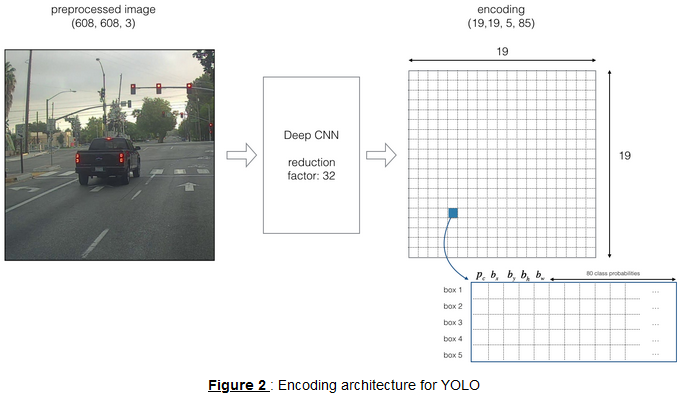 preprocessed image
(608, 608, 3)
encoding
(19,19, 5, 85)
19
Deep CNN
reduction
factor: 32
19
p_c b_x b_y b_h b_w
80 class probabilities
box 1 ...
box 2 ...
box 3 ...
box 4 ...
box 5 ...
Figure 2 : Encoding architecture for YOLO